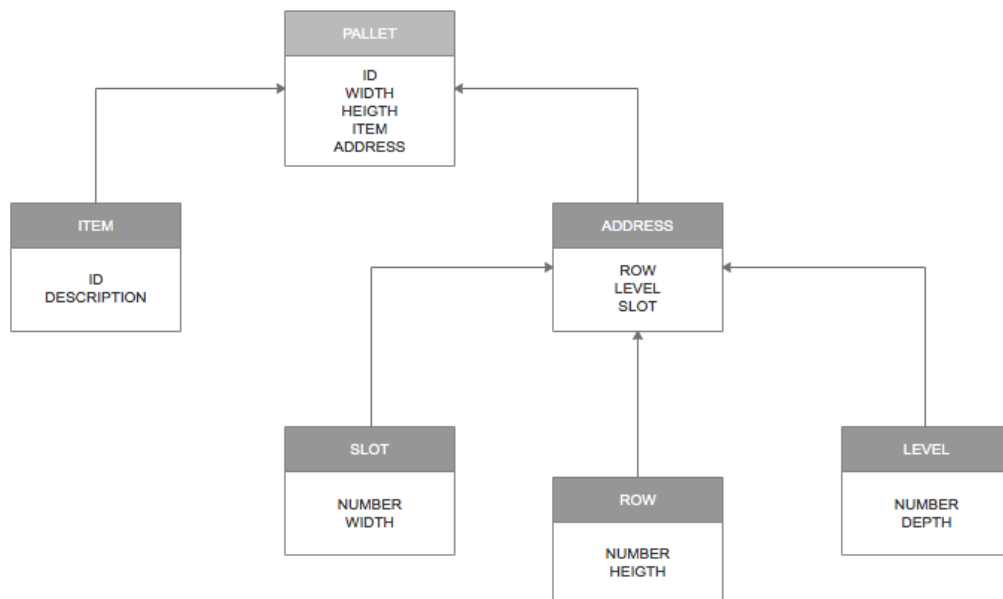 PALLET
ID
WIDTH
HEIGTH
ITEM
ADDRESS
ITEM
ID
DESCRIPTION
ADDRESS
ROW
LEVEL
SLOT
SLOT
NUMBER
WIDTH
ROW
NUMBER
HEIGTH
LEVEL
NUMBER
DEPTH